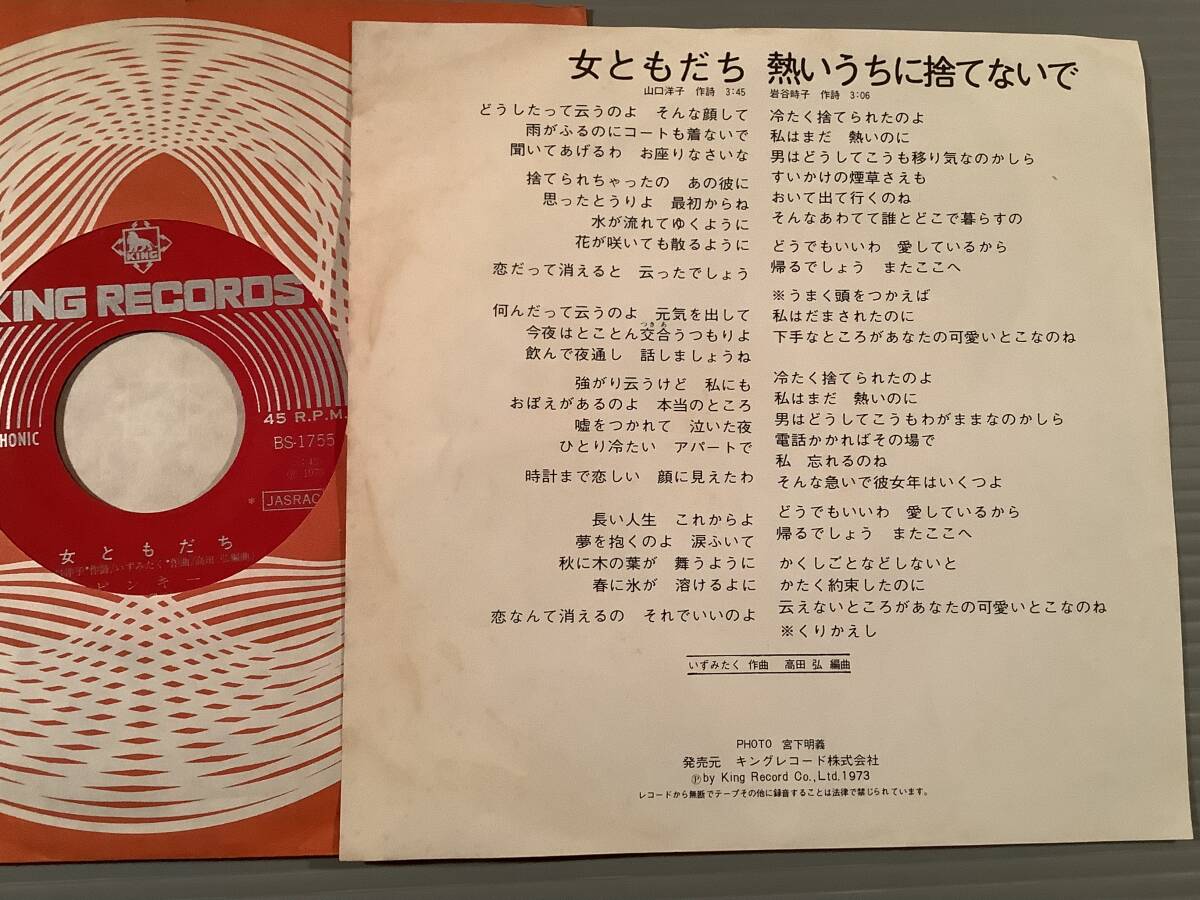 KING
KING RECORDS
45 R.P.M.
PHONIC
BS-1755
* JASRAC
女ともだち
ピンキー
女ともだち
山口洋子 作詩 3:45
どうしたって云うのよ そんな顔して
雨がふるのにコートも着ないで
聞いてあげるわ お座りなさいな
捨てられちゃったの あの彼に
思ったとうりよ 最初からね
水が流れてゆくように
花が咲いても散るように
恋だって消えると 云ったでしょう
何んだって云うのよ 元気を出して
つきあ
今夜はとことん交合うつもりよ
飲んで夜通し 話しましょうね
強がり云うけど 私にも
おぼえがあるのよ 本当のところ
嘘をつかれて 泣いた夜
ひとり冷たい アパートで
時計まで恋しい 顔に見えたわ
長い人生 これからよ
夢を抱くのよ 涙ふいて
秋に木の葉が 舞うように
春に氷が 溶けるよに
恋なんて消えるの それでいいのよ
熱いうちに捨てないで
岩谷時子 作詩 3:06
冷たく捨てられたのよ
私はまだ 熱いのに
男はどうしてこうも移り気なのかしら
すいかけの煙草さえも
おいて出て行くのね
そんなあわてて誰とどこで暮らすの
どうでもいいわ 愛しているから
帰るでしょう またここへ
※うまく頭をつかえば
私はだまされたのに
下手なところがあなたの可愛いとこなのね
冷たく捨てられたのよ
私はまだ 熱いのに
男はどうしてこうもわがままなのかしら
電話かかればその場で
私 忘れるのね
そんな急いで彼女年はいくつよ
どうでもいいわ 愛しているから
帰るでしょう またここへ
かくしごとなどしないと
かたく約束したのに
云えないところがあなたの可愛いとこなのね
※くりかえし
いずみたく 作曲 高田 弘 編曲
PHOTO 宮下明義
発売元 キングレコード株式会社
Ⓟby King Record Co.,Ltd.1973
レコードから無断でテープその他に録音することは法律で禁じられています。